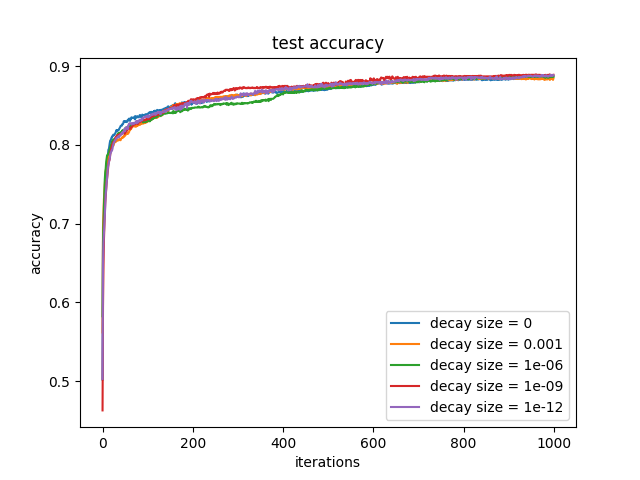 test accuracy
0.9
0.8
0.7
0.6
0.5
accuracy
decay size = 0
decay size = 0.001
decay size = 1e-06
decay size = 1e-09
decay size = 1e-12
0 200 400 600 800 1000
iterations